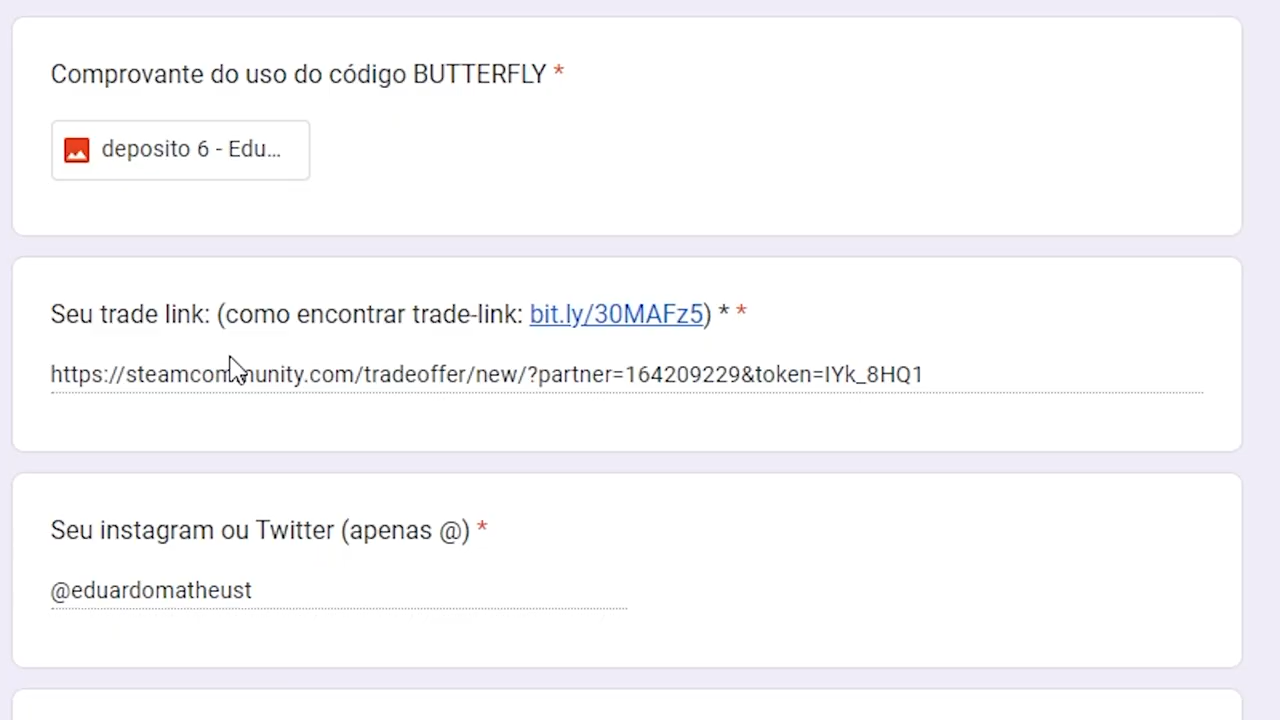 Comprovante do uso do código BUTTERFLY *
deposito 6 - Edu...
Seu trade link: (como encontrar trade-link: bit.ly/30MAFz5) * *
https://steamcommunity.com/tradeoffer/new/?partner=164209229&token=IYk_8HQ1
Seu instagram ou Twitter (apenas @) *
@eduardomatheust